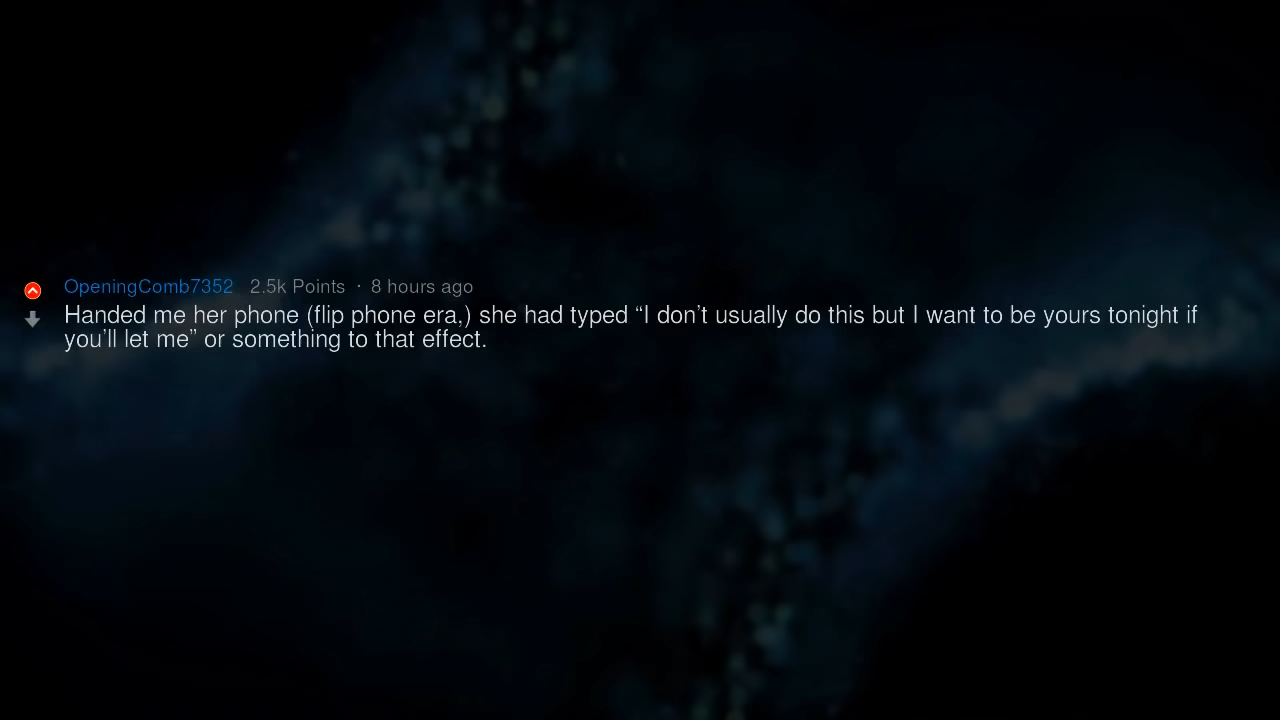 OpeningComb7352 2.5k Points · 8 hours ago
Handed me her phone (flip phone era,) she had typed “I don’t usually do this but I want to be yours tonight if
you’ll let me” or something to that effect.